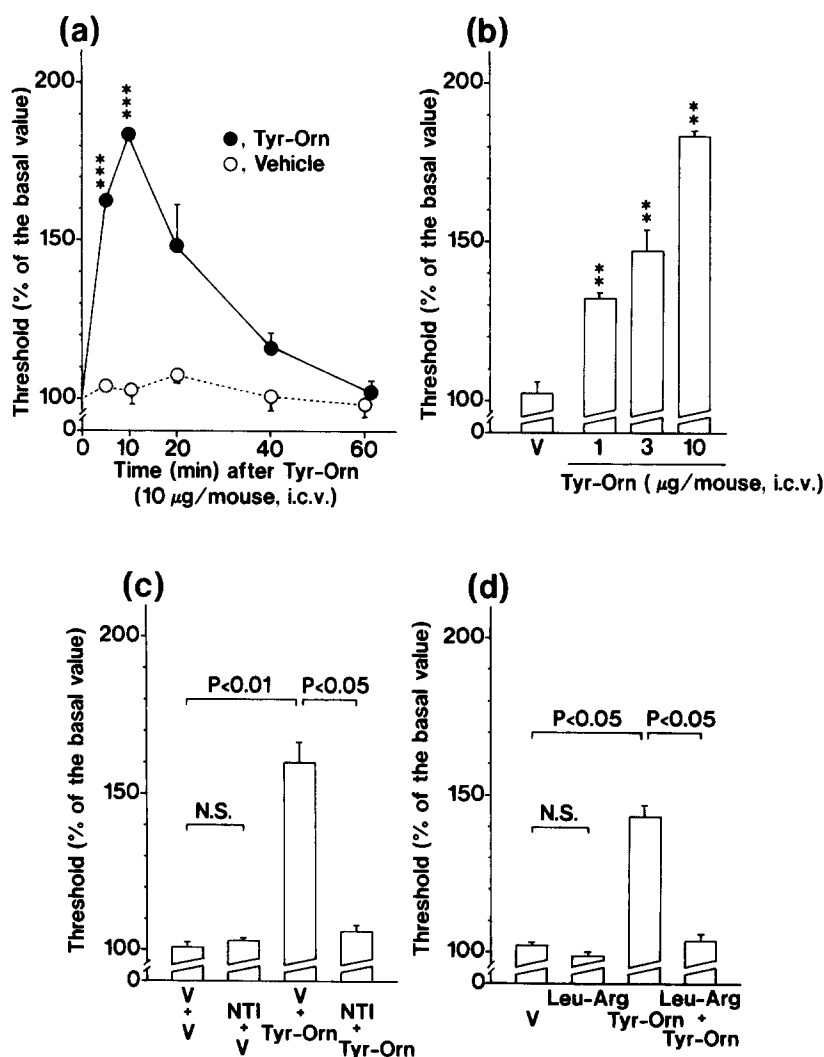 (a)
Threshold (% of the basal value)
200
150
100
0
***
***
●, Tyr-Orn
○, Vehicle
0 10 20 40 60
Time (min) after Tyr-Orn
(10 μg/mouse, i.c.v.)
(b)
Threshold (% of the basal value)
200
150
100
0
**
**
**
V 1 3 10
Tyr-Orn ( μg/mouse, i.c.v.)
(c)
Threshold (% of the basal value)
200
150
100
0
P<0.01 P<0.05
N.S.
V + V
NTI + V
V + Tyr-Orn
NTI + Tyr-Orn
(d)
Threshold (% of the basal value)
200
150
100
0
P<0.05 P<0.05
N.S.
V
Leu-Arg
Tyr-Orn
Leu-Arg + Tyr-Orn